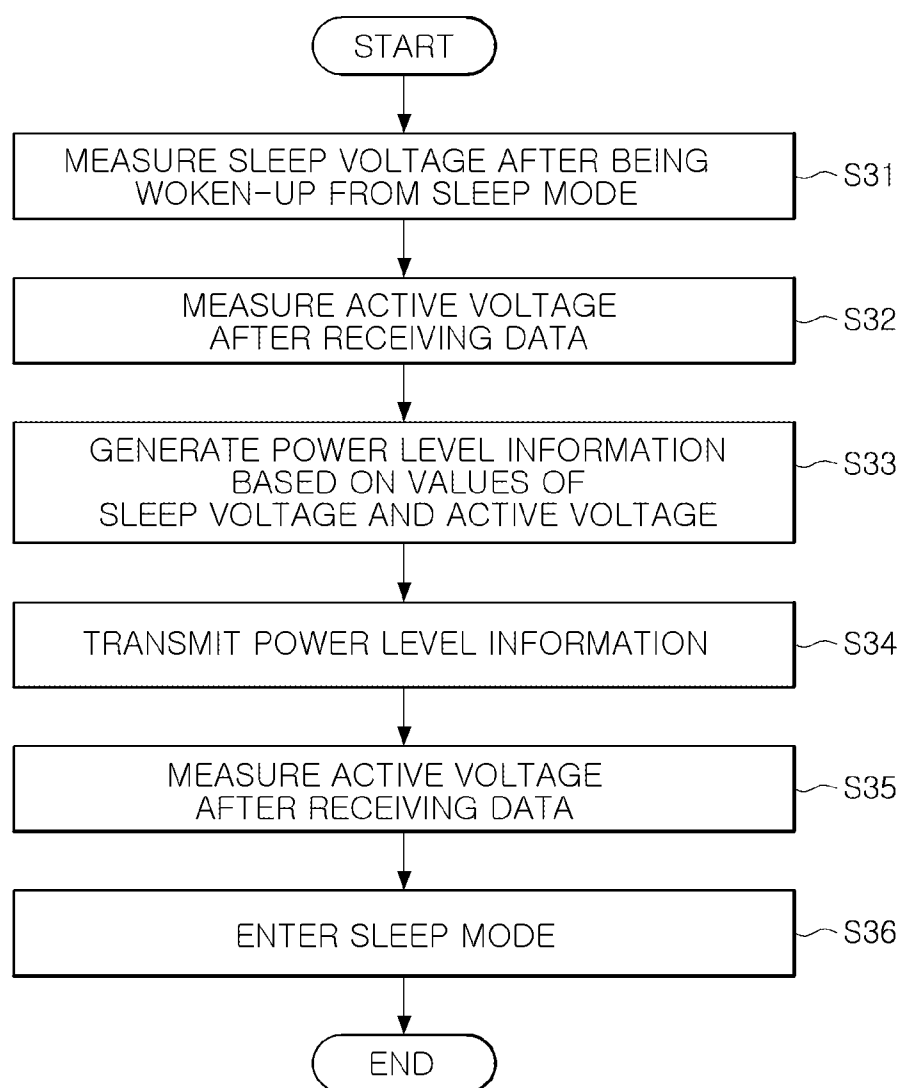 START
MEASURE SLEEP VOLTAGE AFTER BEING
WOKEN-UP FROM SLEEP MODE
S31
MEASURE ACTIVE VOLTAGE
AFTER RECEIVING DATA
S32
GENERATE POWER LEVEL INFORMATION
BASED ON VALUES OF
SLEEP VOLTAGE AND ACTIVE VOLTAGE
S33
TRANSMIT POWER LEVEL INFORMATION
S34
MEASURE ACTIVE VOLTAGE
AFTER RECEIVING DATA
S35
ENTER SLEEP MODE
S36
END